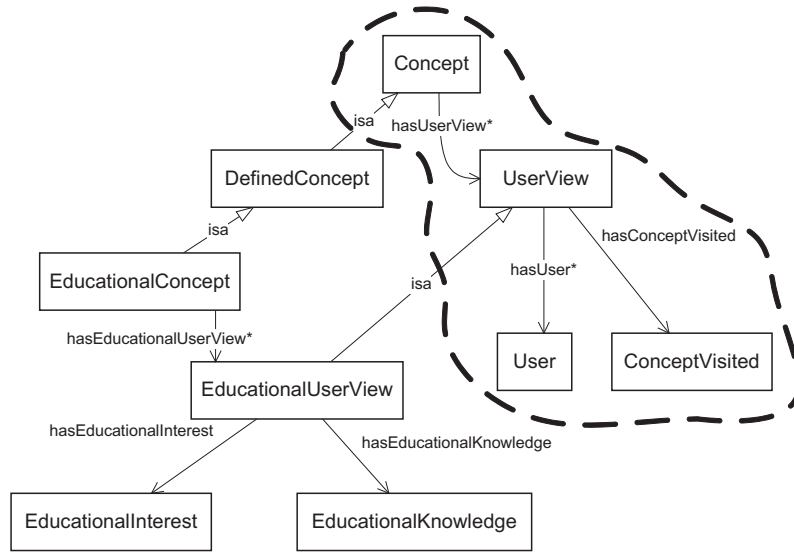 Concept
isa
hasUserView*
DefinedConcept
UserView
isa
hasConceptVisited
EducationalConcept
isa
hasUser*
hasEducationalUserView*
User
ConceptVisited
EducationalUserView
hasEducationalInterest
hasEducationalKnowledge
EducationalInterest
EducationalKnowledge